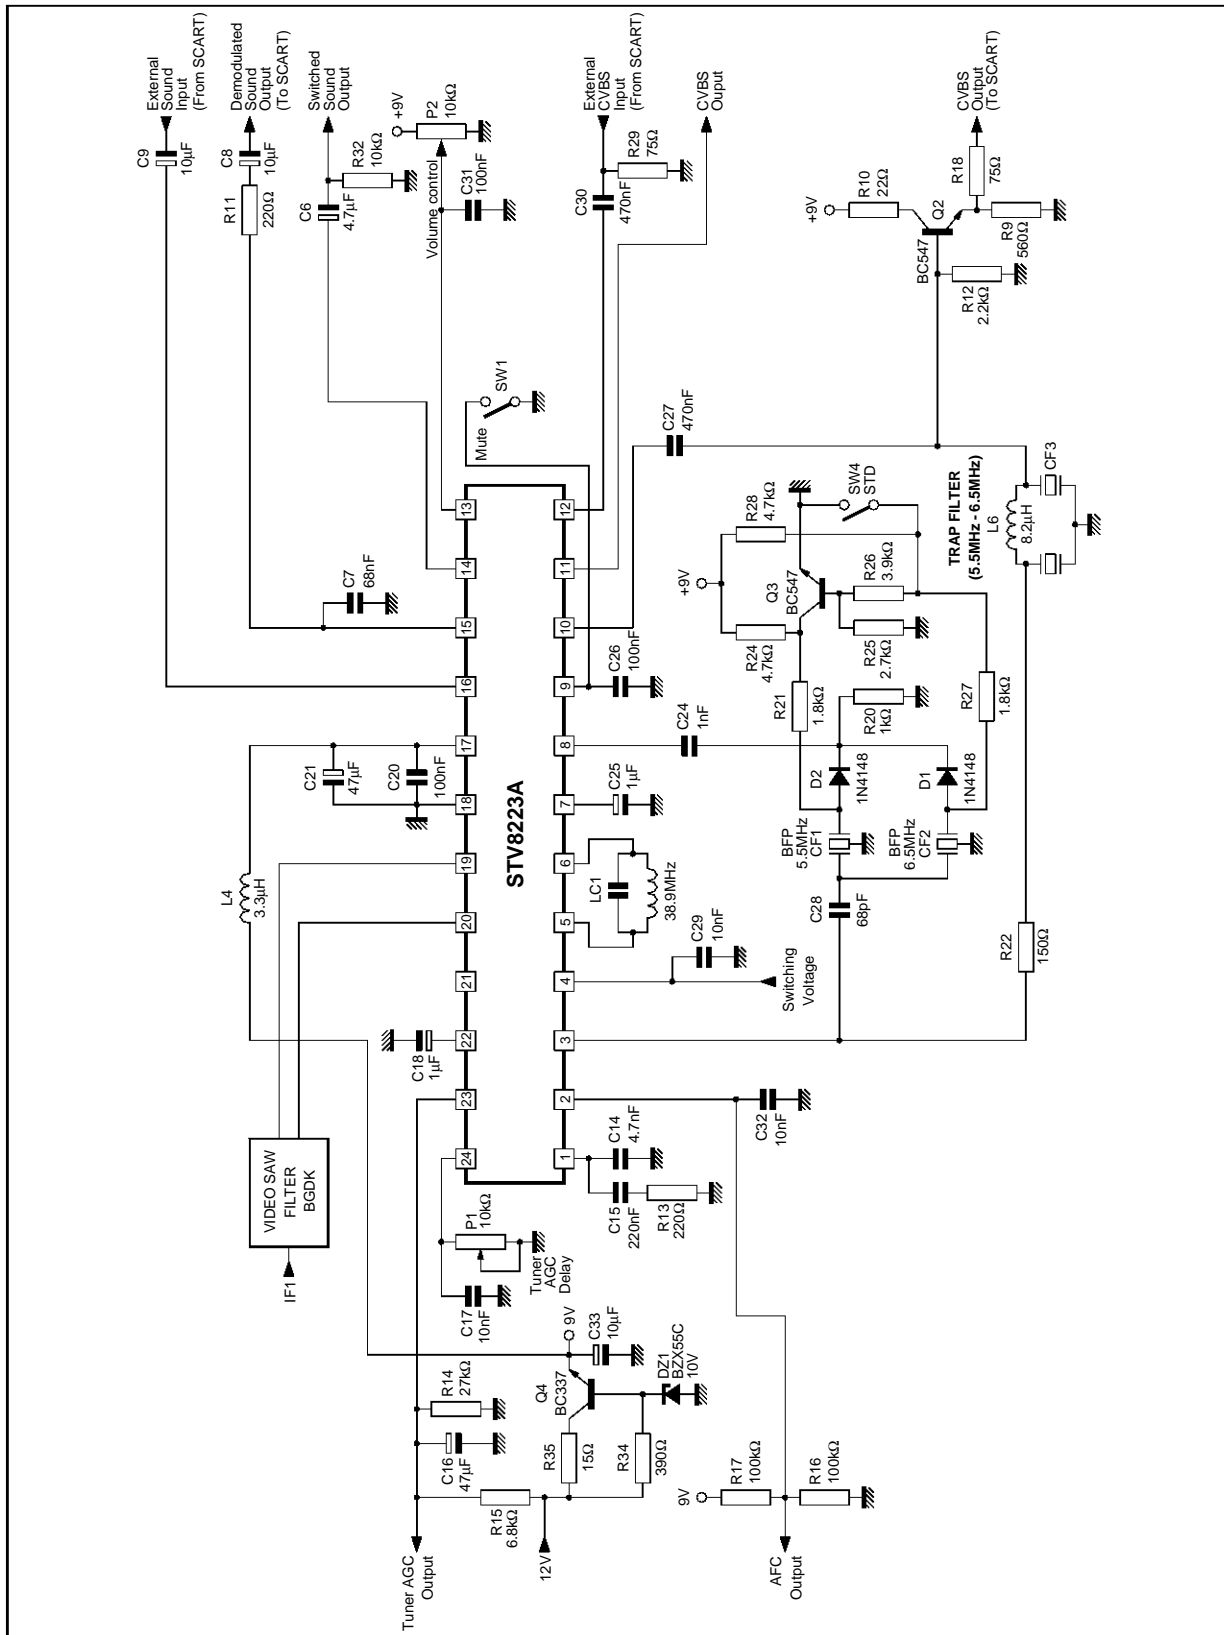 External
Sound
Input
(From SCART)
C9
10µF
Demodulated
Sound
Output
(To SCART)
C8
10µF
R11
220Ω
Switched
Sound
Output
R32
10kΩ
C6
4.7µF
+9V
P2
10kΩ
Volume control
C31
100nF
External
CVBS
Input
(From SCART)
R29
75Ω
C30
470nF
CVBS
Ouput
CVBS
Output
(To SCART)
R18
75Ω
R10
22Ω
+9V
Q2
BC547
R9
560Ω
R12
2.2kΩ
Mute
SW1
C27
470nF
C7
68nF
13
14
15
16
17
18
19
20
21
22
23
24
STV8223A
12
11
10
9
8
7
6
5
4
3
2
1
C26
100nF
C21
47µF
C20
100nF
L4
3.3µH
C24
1nF
C25
1µF
LC1
38.9MHz
C29
10nF
Switching
Voltage
R28
4.7kΩ
SW4
STD
+9V
Q3
BC547
R24
4.7kΩ
R26
3.9kΩ
R25
2.7kΩ
R21
1.8kΩ
R20
1kΩ
R27
1.8kΩ
D2
1N4148
D1
1N4148
BFP
5.5MHz
CF1
BFP
6.5MHz
CF2
C28
68pF
R22
150Ω
TRAP FILTER
(5.5MHz - 6.5MHz)
L6
8.2µH
CF3
C18
1µF
VIDEO SAW
FILTER
BGDK
IF1
P1
10kΩ
Tuner
AGC
Delay
C17
10nF
C14
4.7nF
C15
220nF
R13
220Ω
C32
10nF
9V
C33
10µF
Q4
BC337
DZ1
BZX55C
10V
R14
27kΩ
C16
47µF
R35
15Ω
R34
390Ω
R15
6.8kΩ
12V
Tuner AGC
Output
9V
R17
100kΩ
R16
100kΩ
AFC
Output